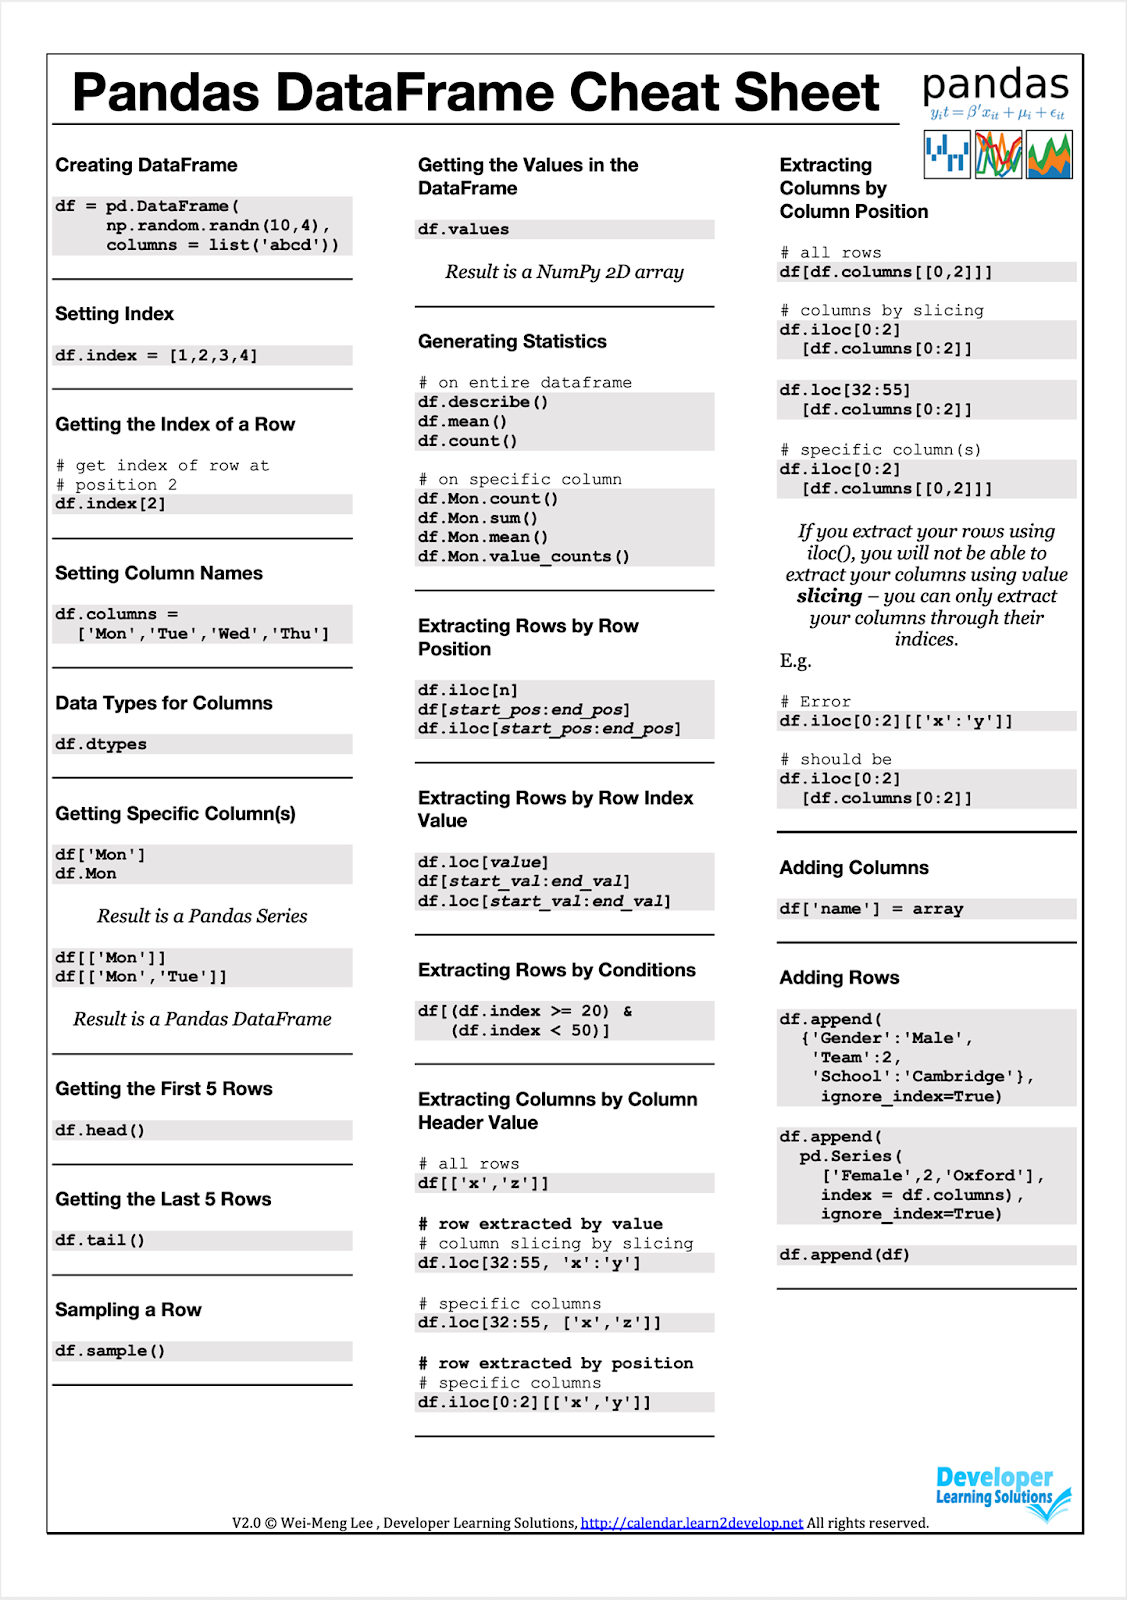 Pandas DataFrame Cheat Sheet
pandas
y_i t = β′x_{it} + μ_i + ϵ_{it}
Creating DataFrame
df = pd.DataFrame(
     np.random.randn(10,4),
     columns = list('abcd'))
Setting Index
df.index = [1,2,3,4]
Getting the Index of a Row
# get index of row at
# position 2
df.index[2]
Setting Column Names
df.columns =
  ['Mon','Tue','Wed','Thu']
Data Types for Columns
df.dtypes
Getting Specific Column(s)
df['Mon']
df.Mon
Result is a Pandas Series
df[['Mon']]
df[['Mon','Tue']]
Result is a Pandas DataFrame
Getting the First 5 Rows
df.head()
Getting the Last 5 Rows
df.tail()
Sampling a Row
df.sample()
Getting the Values in the
DataFrame
df.values
Result is a NumPy 2D array
Generating Statistics
# on entire dataframe
df.describe()
df.mean()
df.count()
# on specific column
df.Mon.count()
df.Mon.sum()
df.Mon.mean()
df.Mon.value_counts()
Extracting Rows by Row
Position
df.iloc[n]
df[start_pos:end_pos]
df.iloc[start_pos:end_pos]
Extracting Rows by Row Index
Value
df.loc[value]
df[start_val:end_val]
df.loc[start_val:end_val]
Extracting Rows by Conditions
df[(df.index >= 20) &
   (df.index < 50)]
Extracting Columns by Column
Header Value
# all rows
df[['x','z']]
# row extracted by value
# column slicing by slicing
df.loc[32:55, 'x':'y']
# specific columns
df.loc[32:55, ['x','z']]
# row extracted by position
# specific columns
df.iloc[0:2][['x','y']]
Extracting
Columns by
Column Position
# all rows
df[df.columns[[0,2]]]
# columns by slicing
df.iloc[0:2]
  [df.columns[0:2]]
df.loc[32:55]
  [df.columns[0:2]]
# specific column(s)
df.iloc[0:2]
  [df.columns[[0,2]]]
If you extract your rows using
iloc(), you will not be able to
extract your columns using value
slicing – you can only extract
your columns through their
indices.
E.g.
# Error
df.iloc[0:2][['x':'y']]
# should be
df.iloc[0:2]
  [df.columns[0:2]]
Adding Columns
df['name'] = array
Adding Rows
df.append(
  {'Gender':'Male',
   'Team':2,
   'School':'Cambridge'},
    ignore_index=True)
df.append(
  pd.Series(
    ['Female',2,'Oxford'],
    index = df.columns),
    ignore_index=True)
df.append(df)
Developer
Learning Solutions
V2.0 © Wei-Meng Lee , Developer Learning Solutions, http://calendar.learn2develop.net All rights reserved.